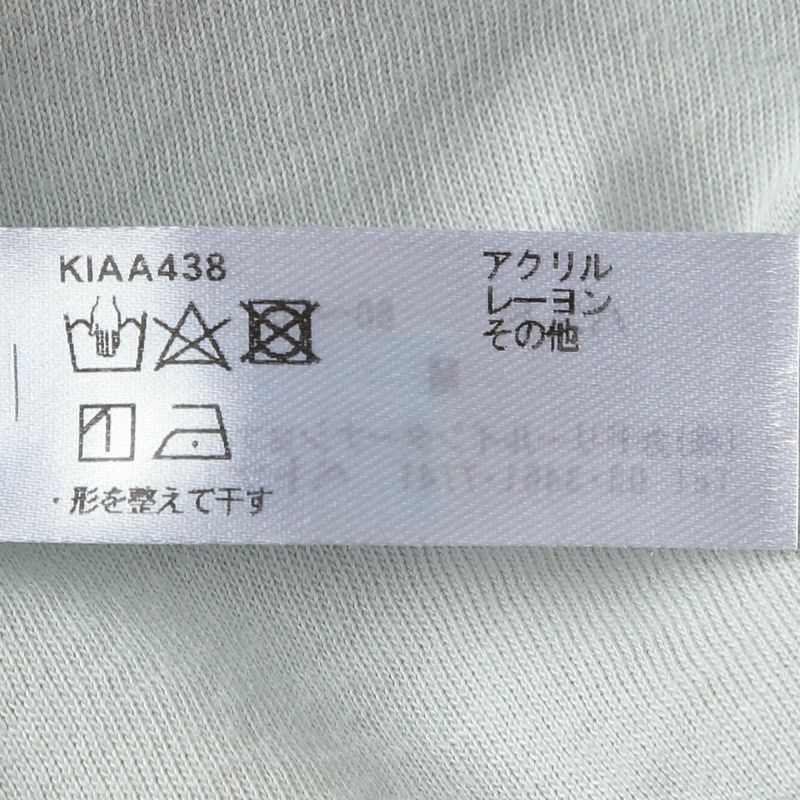 KIAA438
アクリル
レーヨン
その他
・形を整えて干す